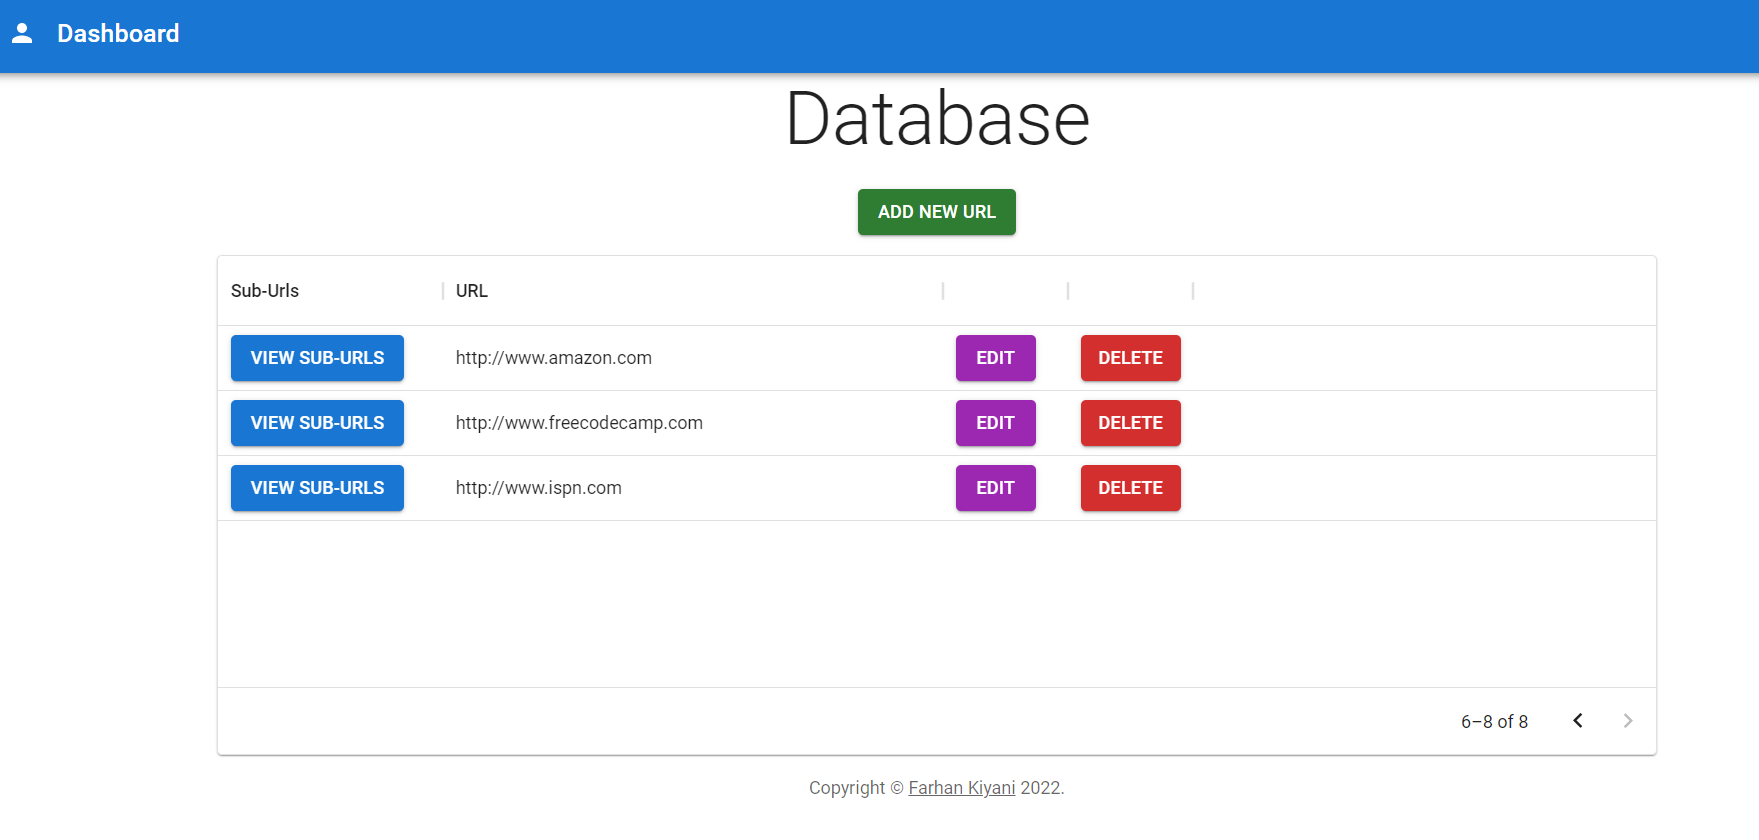 Dashboard
Database
ADD NEW URL
Sub-Urls URL
VIEW SUB-URLS http://www.amazon.com EDIT DELETE
VIEW SUB-URLS http://www.freecodecamp.com EDIT DELETE
VIEW SUB-URLS http://www.ispn.com EDIT DELETE
6–8 of 8
Copyright © Farhan Kiyani 2022.